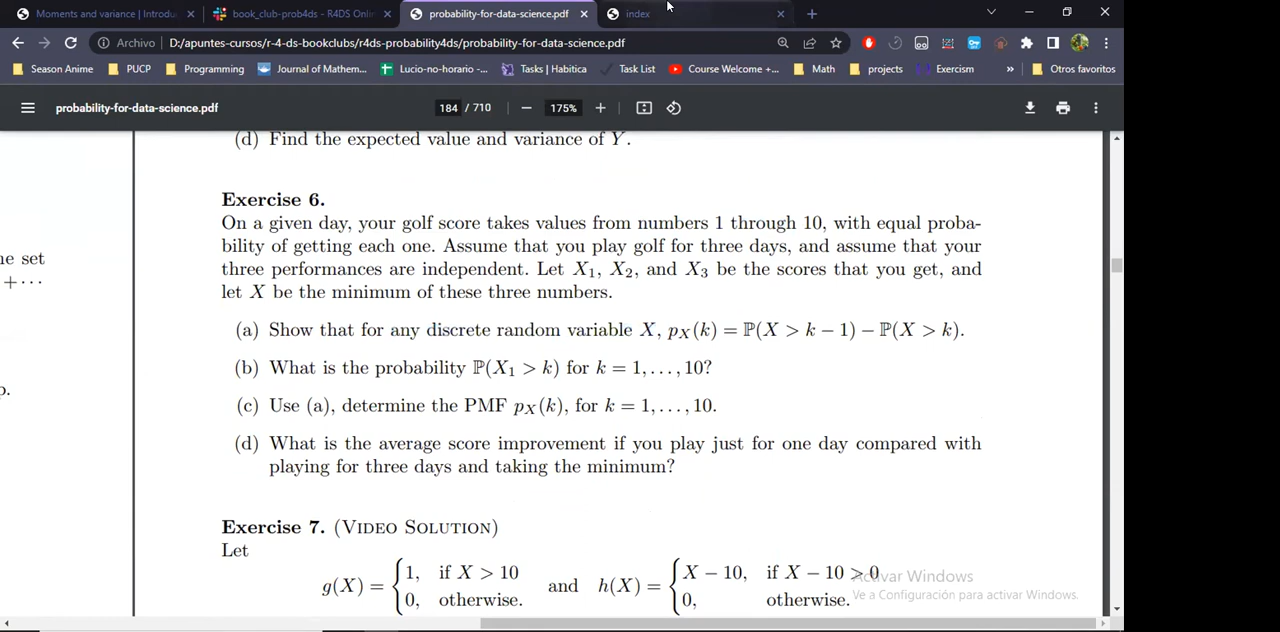 Moments and variance | Introdu
book_club-prob4ds - R4DS Onlin
probability-for-data-science.pdf
index
Archivo
D:/apuntes-cursos/r-4-ds-bookclubs/r4ds-probability4ds/probability-for-data-science.pdf
Season Anime
PUCP
Programming
Journal of Mathem...
Lucio-no-horario -...
Tasks | Habitica
Task List
Course Welcome +...
Math
projects
Exercism
»
Otros favoritos
probability-for-data-science.pdf
184 / 710
175%
(d) Find the expected value and variance of Y.
Exercise 6.
On a given day, your golf score takes values from numbers 1 through 10, with equal proba-
bility of getting each one. Assume that you play golf for three days, and assume that your
three performances are independent. Let X₁, X₂, and X₃ be the scores that you get, and
let X be the minimum of these three numbers.
(a) Show that for any discrete random variable X, p_X(k) = ℙ(X > k − 1) − ℙ(X > k).
(b) What is the probability ℙ(X₁ > k) for k = 1, . . . , 10?
(c) Use (a), determine the PMF p_X(k), for k = 1, . . . , 10.
(d) What is the average score improvement if you play just for one day compared with
playing for three days and taking the minimum?
Exercise 7. (Video Solution)
Let
g(X) = { 1, if X > 10
0, otherwise.
and h(X) = { X − 10, if X − 10 > 0
0, otherwise.
he set
+ ···
p.
Activar Windows
Ve a Configuración para activar Windows.